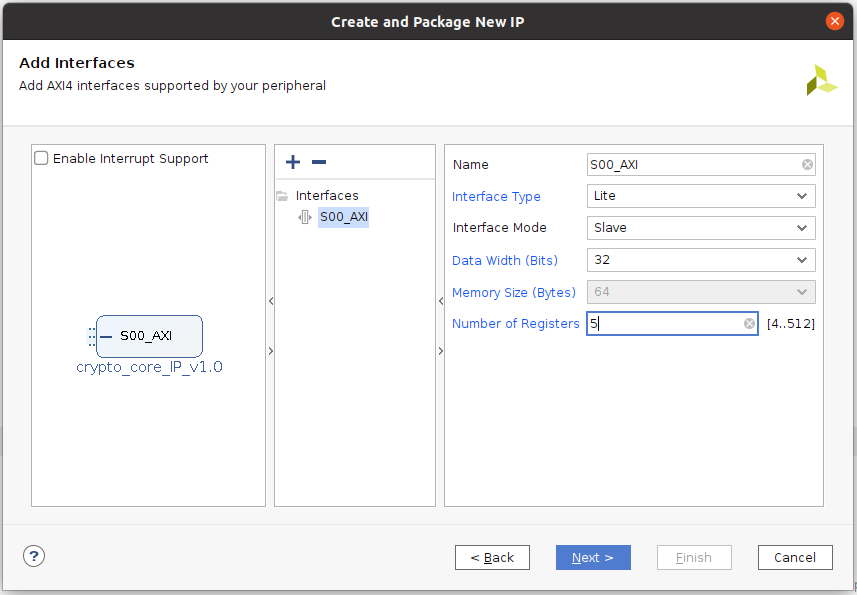 Create and Package New IP
Add Interfaces
Add AXI4 interfaces supported by your peripheral
Enable Interrupt Support
S00_AXI
crypto_core_IP_v1.0
Interfaces
S00_AXI
Name S00_AXI
Interface Type Lite
Interface Mode Slave
Data Width (Bits) 32
Memory Size (Bytes) 64
Number of Registers 5 [4..512]
? < Back Next > Finish Cancel